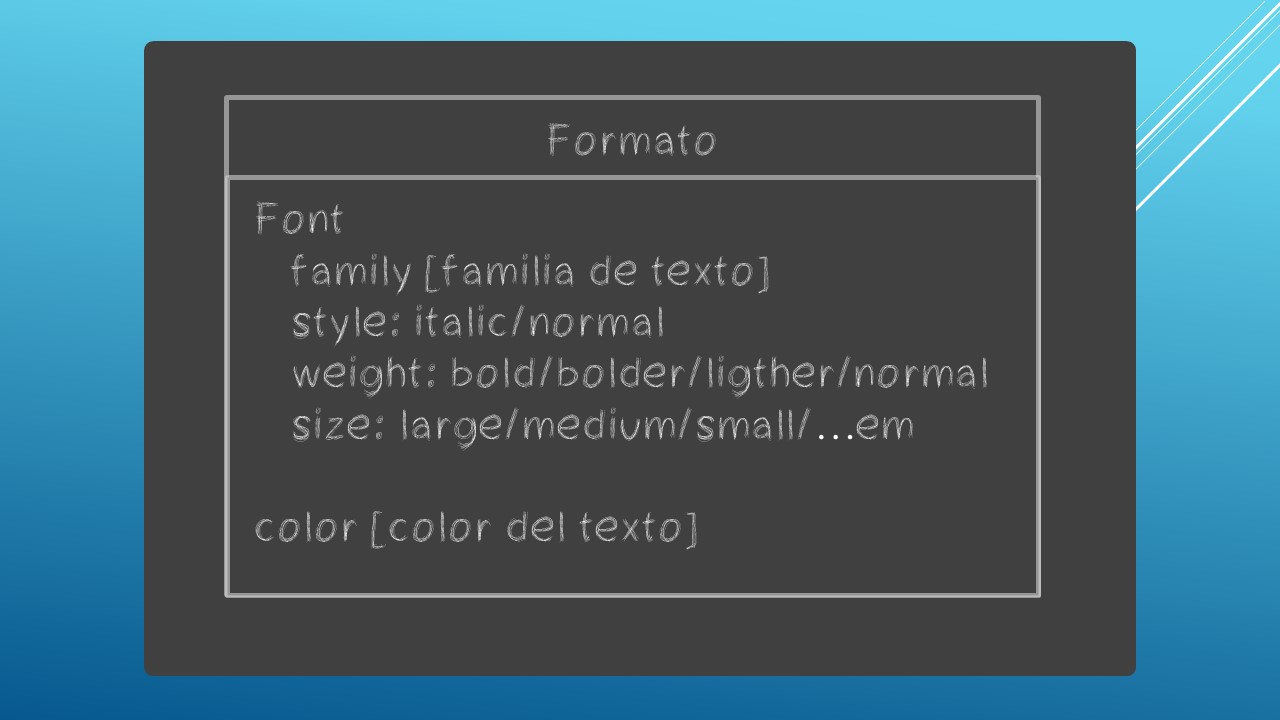 Formato
Font
family [familia de texto]
style: italic/normal
weight: bold/bolder/ligther/normal
size: large/medium/small/...em
color [color del texto]